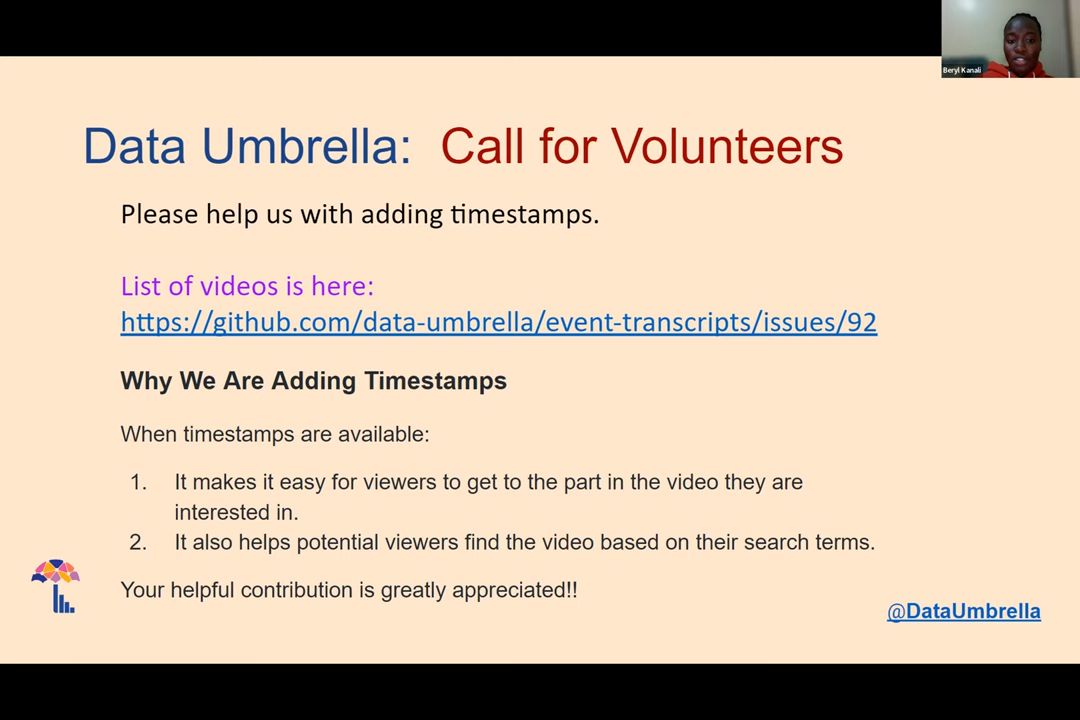 Beryl Kanali
Data Umbrella: Call for Volunteers
Please help us with adding timestamps.
List of videos is here:
https://github.com/data-umbrella/event-transcripts/issues/92
Why We Are Adding Timestamps
When timestamps are available:
1. It makes it easy for viewers to get to the part in the video they are
interested in.
2. It also helps potential viewers find the video based on their search terms.
Your helpful contribution is greatly appreciated!!
@DataUmbrella